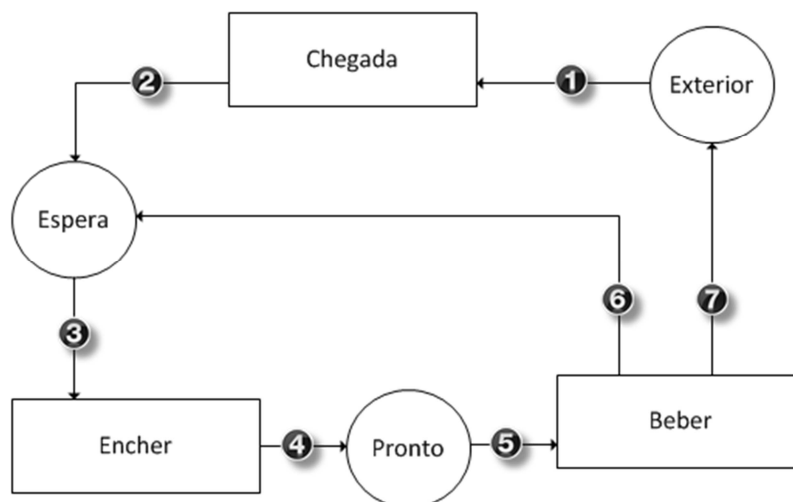 Chegada
2
1
Exterior
Espera
6
7
3
Encher
4
Pronto
5
Beber